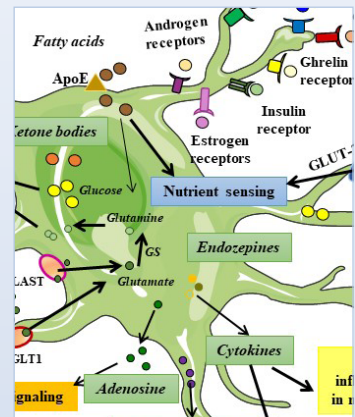 Fatty acids
Androgen
receptors
ApoE
Ghrelin
receptor
Insulin
receptor
Ketone bodies
Estrogen
receptors
GLUT-
Glucose
Nutrient sensing
Glutamine
GS
Endozepines
LAST
Glutamate
GLT1
Cytokines
inf
in n
ignaling
Adenosine